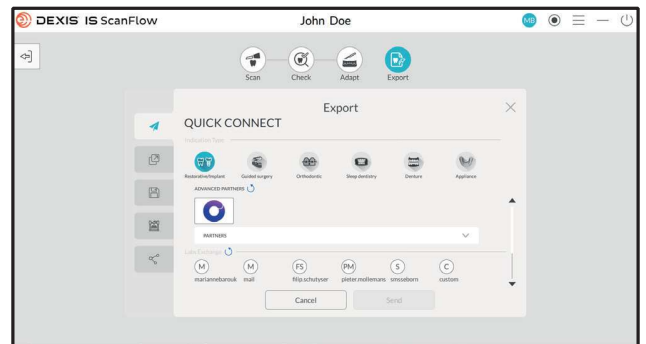 DEXIS IS ScanFlow
John Doe
MB
Scan
Check
Adapt
Export
Export
QUICK CONNECT
Indication Type
Restorative/Implant
Guided surgery
Orthodontic
Sleep dentistry
Denture
Appliance
ADVANCED PARTNERS
PARTNERS
Labs Exchange
M
M
FS
PM
S
C
mariannebarouk
mail
filip.schutyser
pieter.mollemans
smsseborn
custom
Cancel
Send